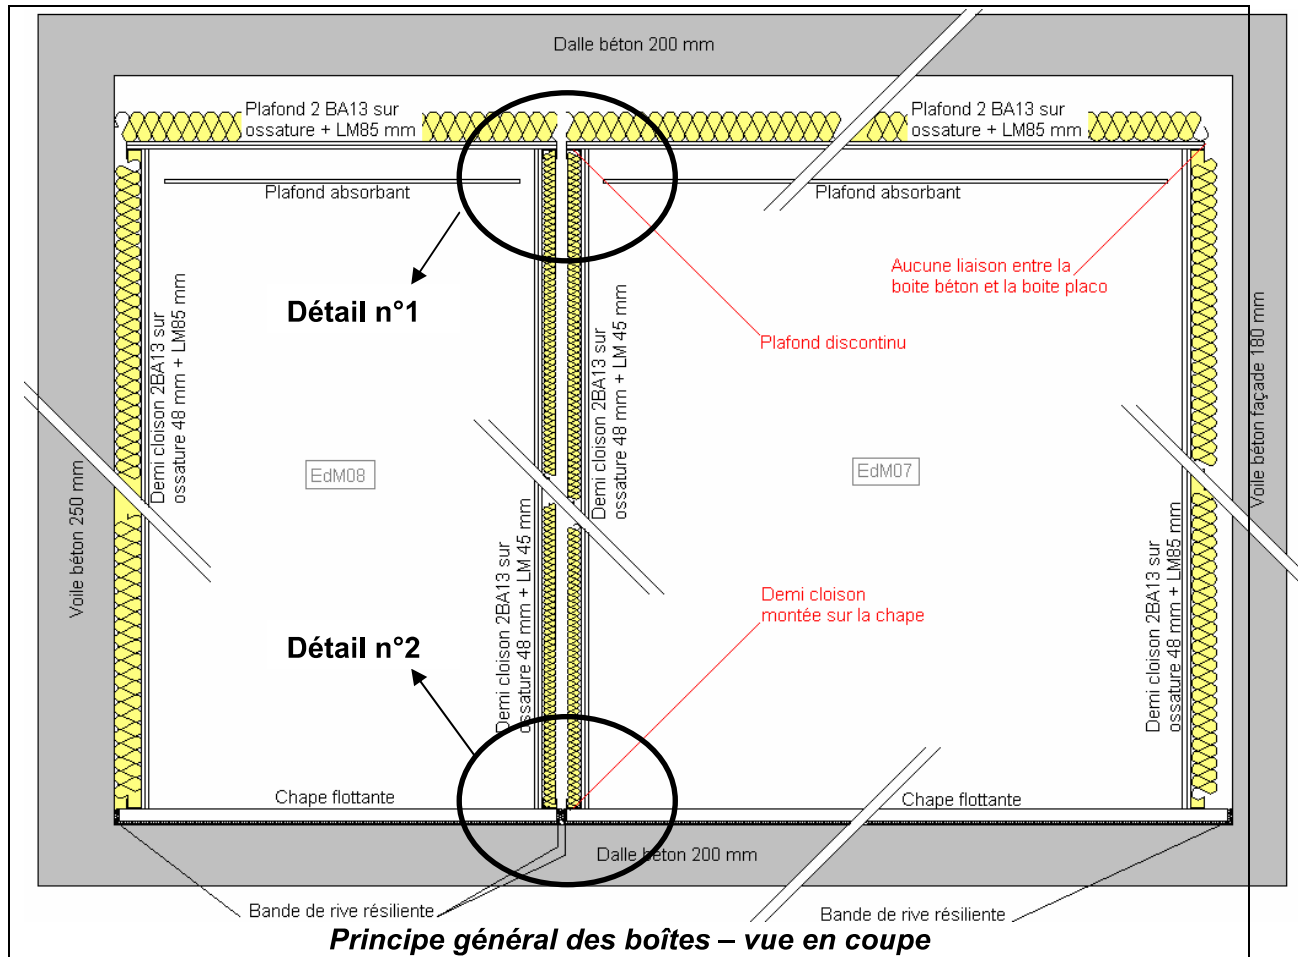 Dalle béton 200 mm
Plafond 2 BA13 sur
ossature + LM85 mm
Plafond 2 BA13 sur
ossature + LM85 mm
Plafond absorbant
Plafond absorbant
Aucune liaison entre la
boite béton et la boite placo
Détail n°1
Plafond discontinu
Demi cloison 2BA13 sur
ossature 48 mm + LM85 mm
Demi cloison 2BA13 sur
ossature 48 mm + LM 45 mm
Voile béton façade 180 mm
EdM08
EdM07
Voile béton 250 mm
Demi cloison 2BA13 sur
ossature 48 mm + LM 45 mm
Demi cloison 2BA13 sur
ossature 48 mm + LM85 mm
Demi cloison
montée sur la chape
Détail n°2
Chape flottante
Chape flottante
Dalle béton 200 mm
Bande de rive résiliente
Bande de rive résiliente
Principe général des boîtes – vue en coupe